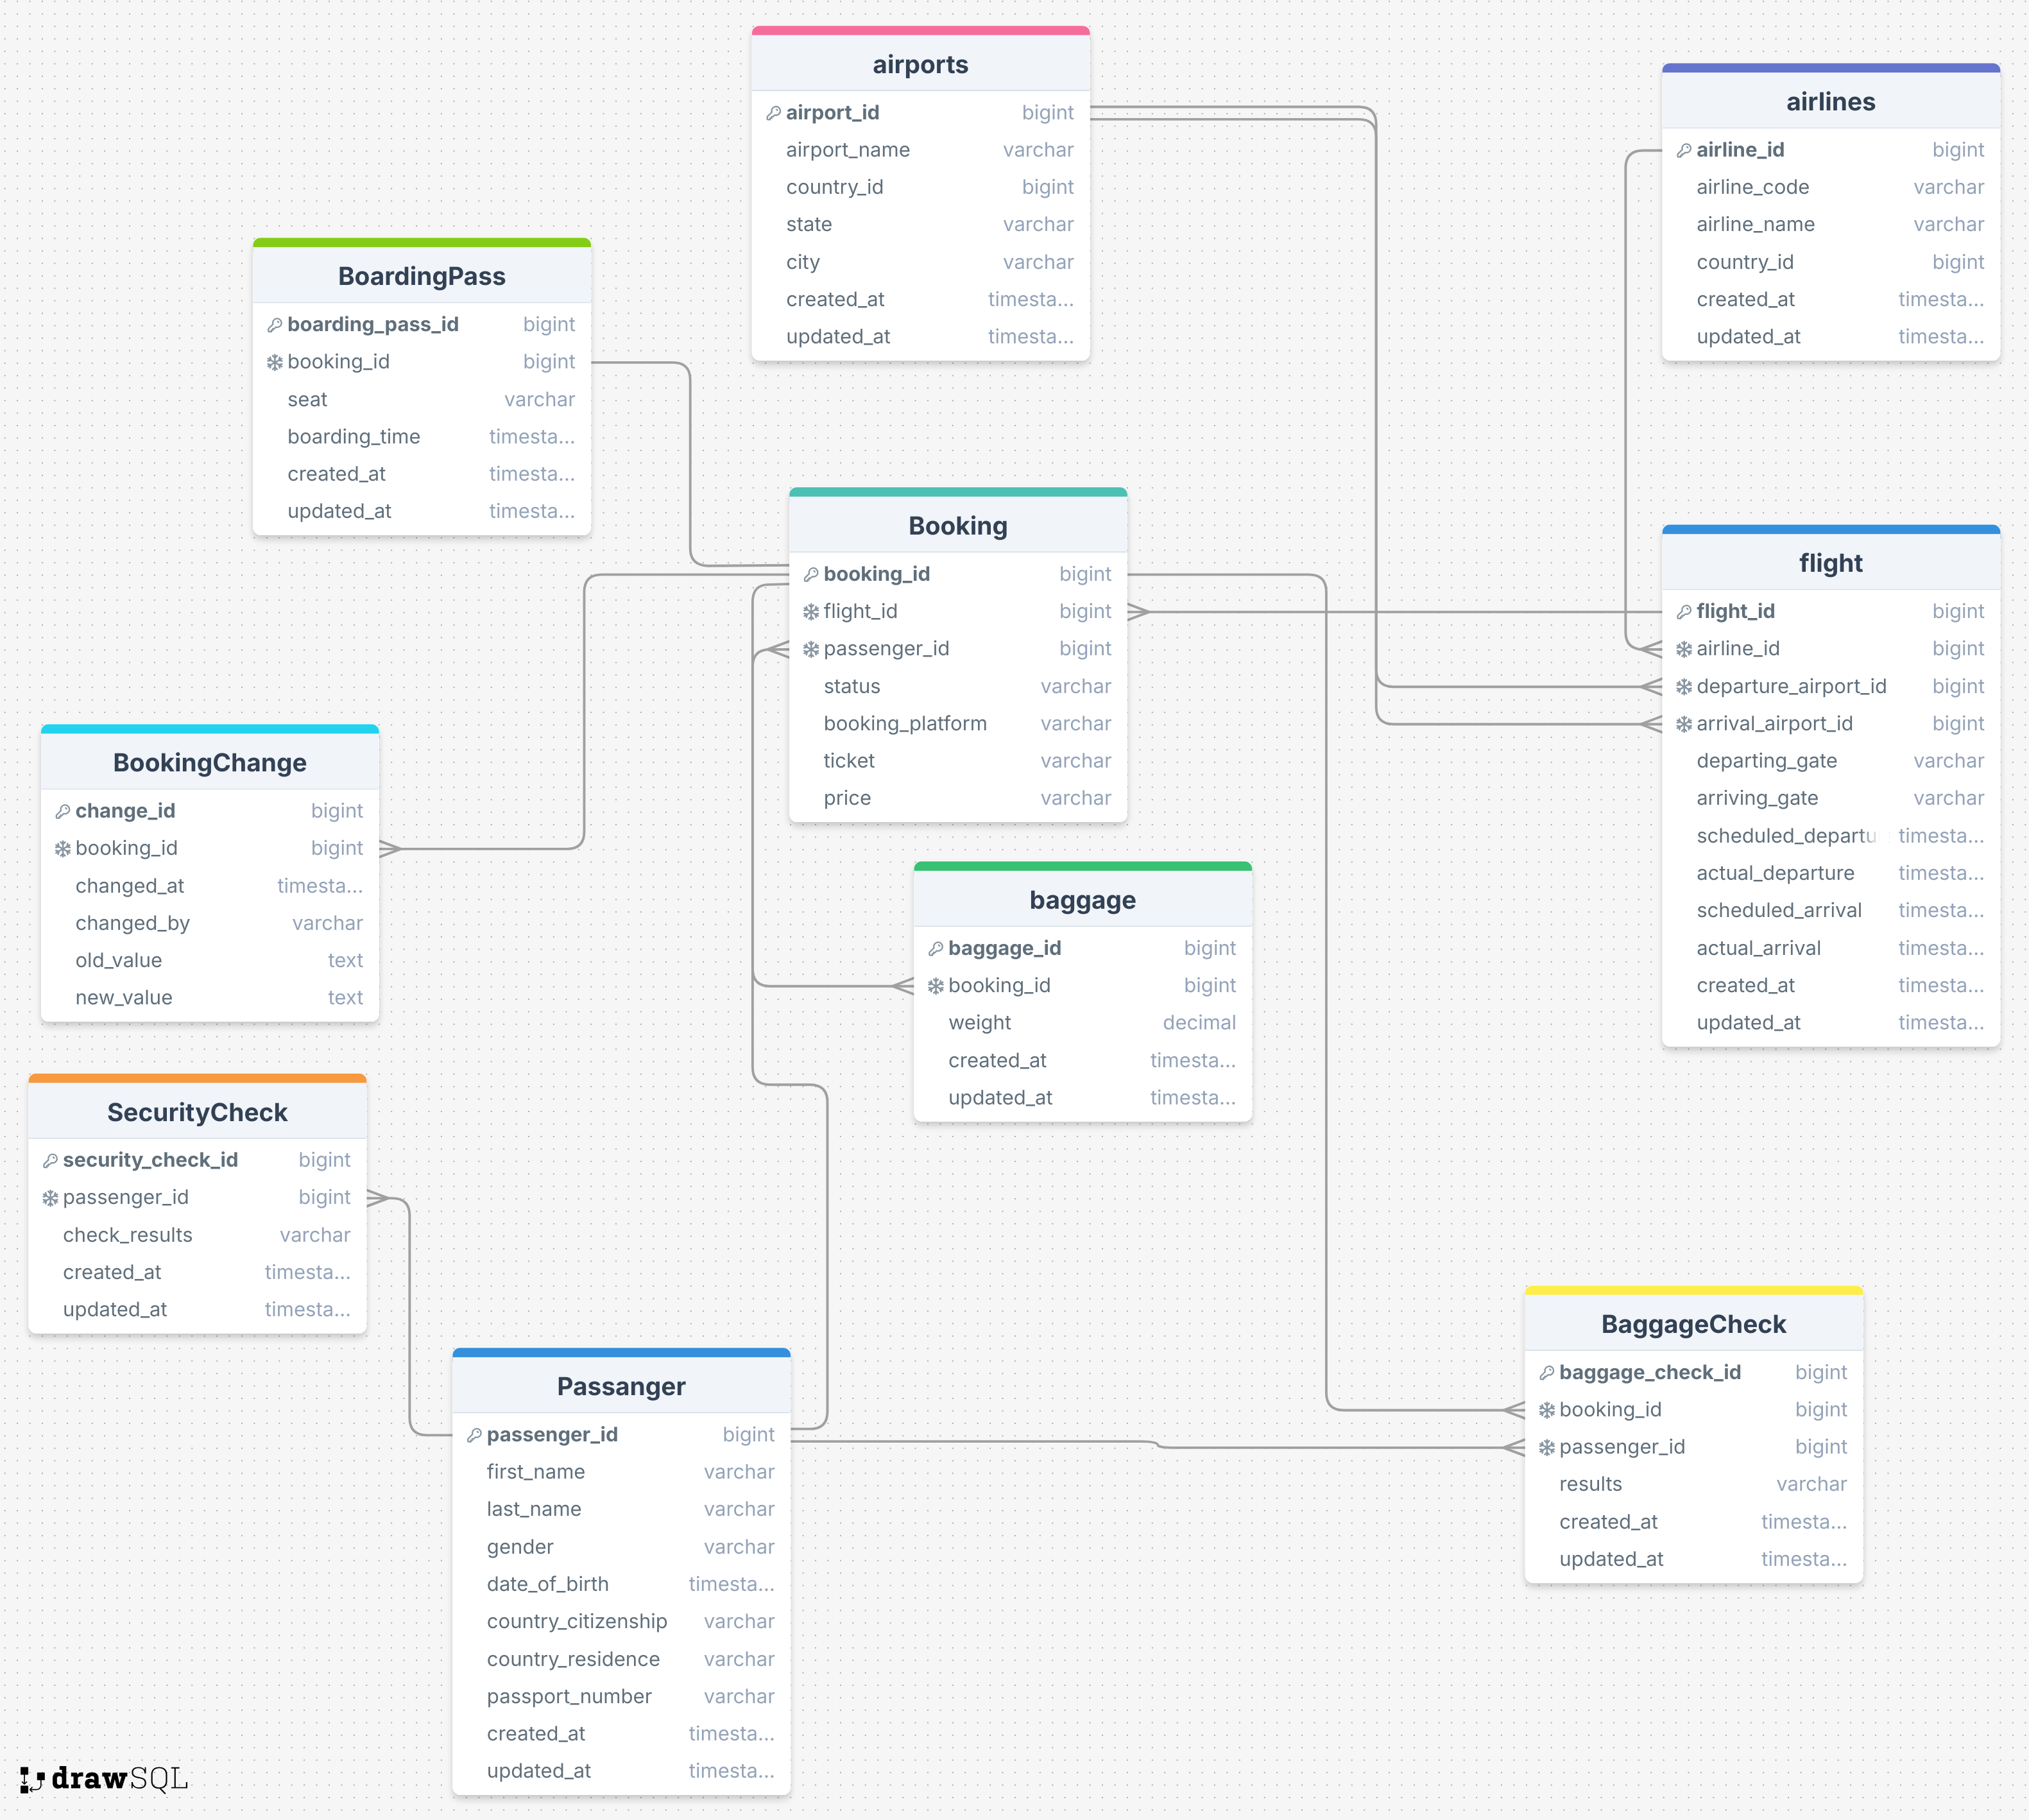 airports
airport_id bigint
airport_name varchar
country_id bigint
state varchar
city varchar
created_at timesta...
updated_at timesta...
airlines
airline_id bigint
airline_code varchar
airline_name varchar
country_id bigint
created_at timesta...
updated_at timesta...
BoardingPass
boarding_pass_id bigint
booking_id bigint
seat varchar
boarding_time timesta...
created_at timesta...
updated_at timesta...
Booking
booking_id bigint
flight_id bigint
passenger_id bigint
status varchar
booking_platform varchar
ticket varchar
price varchar
flight
flight_id bigint
airline_id bigint
departure_airport_id bigint
arrival_airport_id bigint
departing_gate varchar
arriving_gate varchar
scheduled_departu timesta...
actual_departure timesta...
scheduled_arrival timesta...
actual_arrival timesta...
created_at timesta...
updated_at timesta...
BookingChange
change_id bigint
booking_id bigint
changed_at timesta...
changed_by varchar
old_value text
new_value text
baggage
baggage_id bigint
booking_id bigint
weight decimal
created_at timesta...
updated_at timesta...
SecurityCheck
security_check_id bigint
passenger_id bigint
check_results varchar
created_at timesta...
updated_at timesta...
BaggageCheck
baggage_check_id bigint
booking_id bigint
passenger_id bigint
results varchar
created_at timesta...
updated_at timesta...
Passanger
passenger_id bigint
first_name varchar
last_name varchar
gender varchar
date_of_birth timesta...
country_citizenship varchar
country_residence varchar
passport_number varchar
created_at timesta...
updated_at timesta...
drawSQL